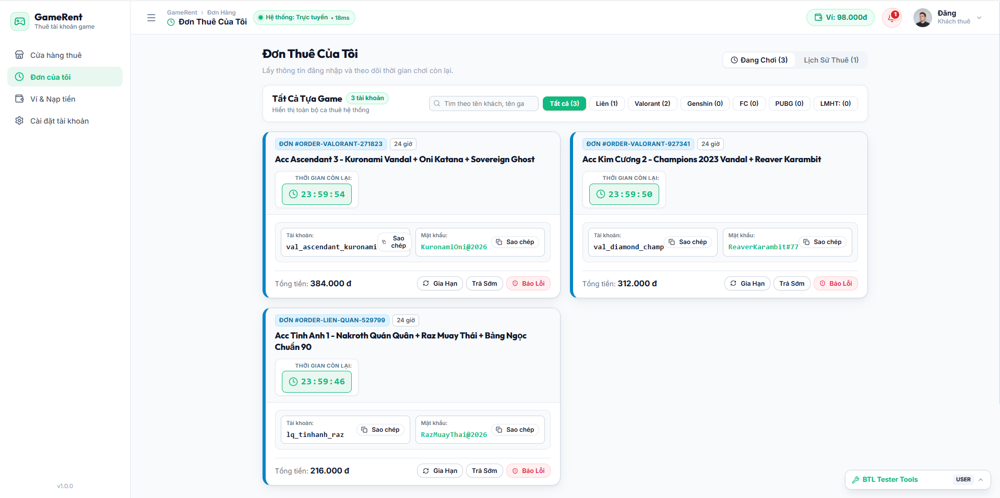 GameRent
Thuê tài khoản game
Cửa hàng thuê
Đơn của tôi
Ví & Nạp tiền
Cài đặt tài khoản
v1.0.0
GameRent > Đơn Hàng
Đơn Thuê Của Tôi
Hệ thống: Trực tuyến • 18ms
Ví: 98.000đ
1
Đăng
Khách thuê
Đơn Thuê Của Tôi
Lấy thông tin đăng nhập và theo dõi thời gian chơi còn lại.
Đang Chơi (3)
Lịch Sử Thuê (1)
Tất Cả Tựa Game
3 tài khoản
Hiển thị toàn bộ ca thuê hệ thống
Tìm theo tên khách, tên ga
Tất cả (3)
Liên (1)
Valorant (2)
Genshin (0)
FC (0)
PUBG (0)
LMHT: (0)
ĐƠN #ORDER-VALORANT-271823
24 giờ
Acc Ascendant 3 - Kuronami Vandal + Oni Katana + Sovereign Ghost
THỜI GIAN CÒN LẠI:
23:59:54
Tài khoản:
val_ascendant_kuronami
Sao chép
Mật khẩu:
KuronamiOni@2026
Sao chép
Tổng tiền: 384.000 đ
Gia Hạn
Trả Sớm
Báo Lỗi
ĐƠN #ORDER-VALORANT-927341
24 giờ
Acc Kim Cương 2 - Champions 2023 Vandal + Reaver Karambit
THỜI GIAN CÒN LẠI:
23:59:50
Tài khoản:
val_diamond_champ
Sao chép
Mật khẩu:
ReaverKarambit#77
Sao chép
Tổng tiền: 312.000 đ
Gia Hạn
Trả Sớm
Báo Lỗi
ĐƠN #ORDER-LIEN-QUAN-529799
24 giờ
Acc Tinh Anh 1 - Nakroth Quán Quân + Raz Muay Thái + Bảng Ngọc
Chuẩn 90
THỜI GIAN CÒN LẠI:
23:59:46
Tài khoản:
lq_tinhanh_raz
Sao chép
Mật khẩu:
RazMuayThai@2026
Sao chép
Tổng tiền: 216.000 đ
Gia Hạn
Trả Sớm
Báo Lỗi
BTL Tester Tools
USER